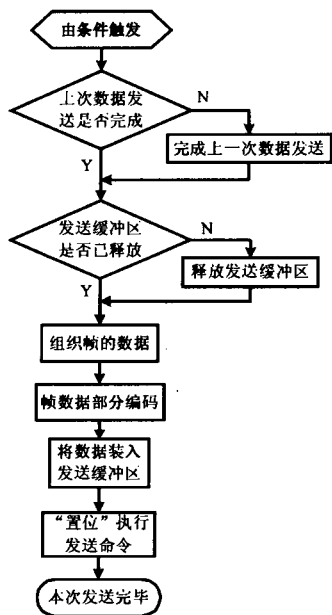 由条件触发
上次数据发
送是否完成
N
完成上一次数据发送
Y
发送缓冲区
是否已释放
N
释放发送缓冲区
Y
组织帧的数据
帧数据部分编码
将数据装入
发送缓冲区
“置位”执行
发送命令
本次发送完毕